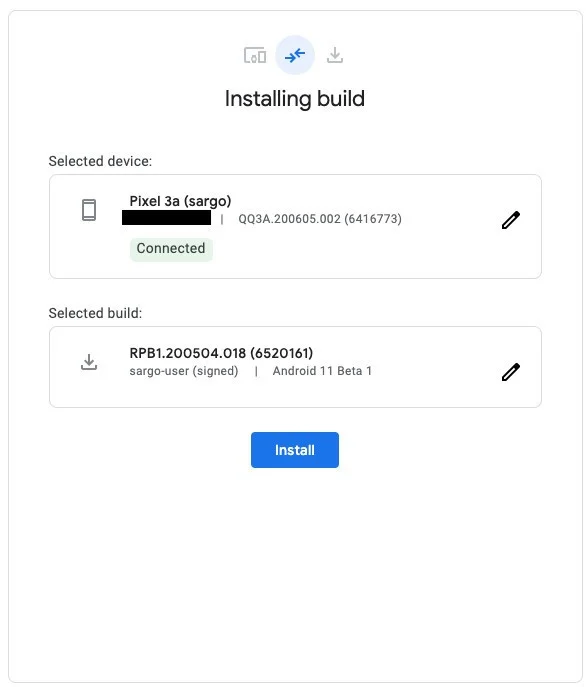 Installing build
Selected device:
Pixel 3a (sargo)
| QQ3A.200605.002 (6416773)
Connected
Selected build:
RPB1.200504.018 (6520161)
sargo-user (signed) | Android 11 Beta 1
Install